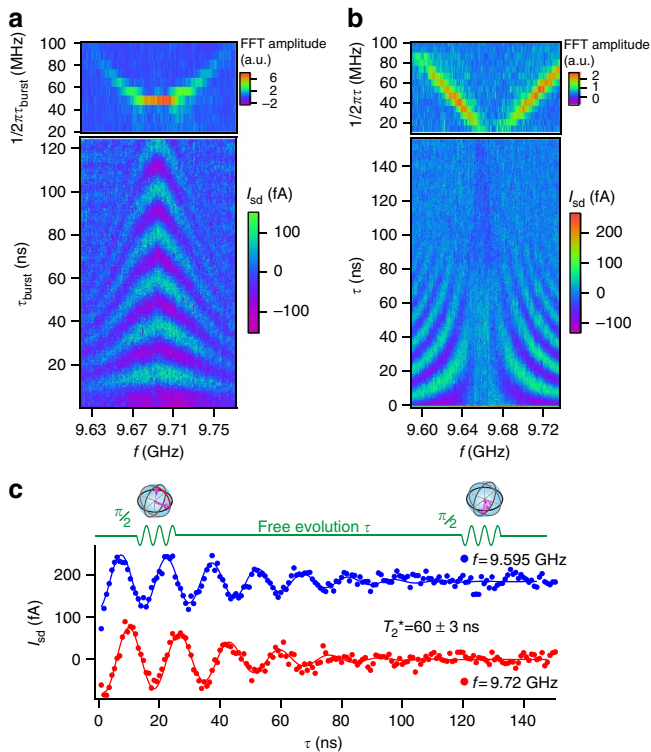 a
b
1/2πτburst (MHz)
100
80
60
40
20
FFT amplitude
(a.u.)
6
2
−2
1/2πτ (MHz)
100
80
60
40
20
FFT amplitude
(a.u.)
2
1
0
τburst (ns)
120
100
80
60
40
20
Isd (fA)
100
0
−100
9.63
9.67
9.71
9.75
f (GHz)
τ (ns)
140
120
100
80
60
40
20
0
Isd (fA)
200
100
0
−100
9.60
9.64
9.68
9.72
f (GHz)
c
π/2
Free evolution τ
π/2
Isd (fA)
200
100
0
f=9.595 GHz
T2*=60 ± 3 ns
f=9.72 GHz
0
20
40
60
80
100
120
140
τ (ns)